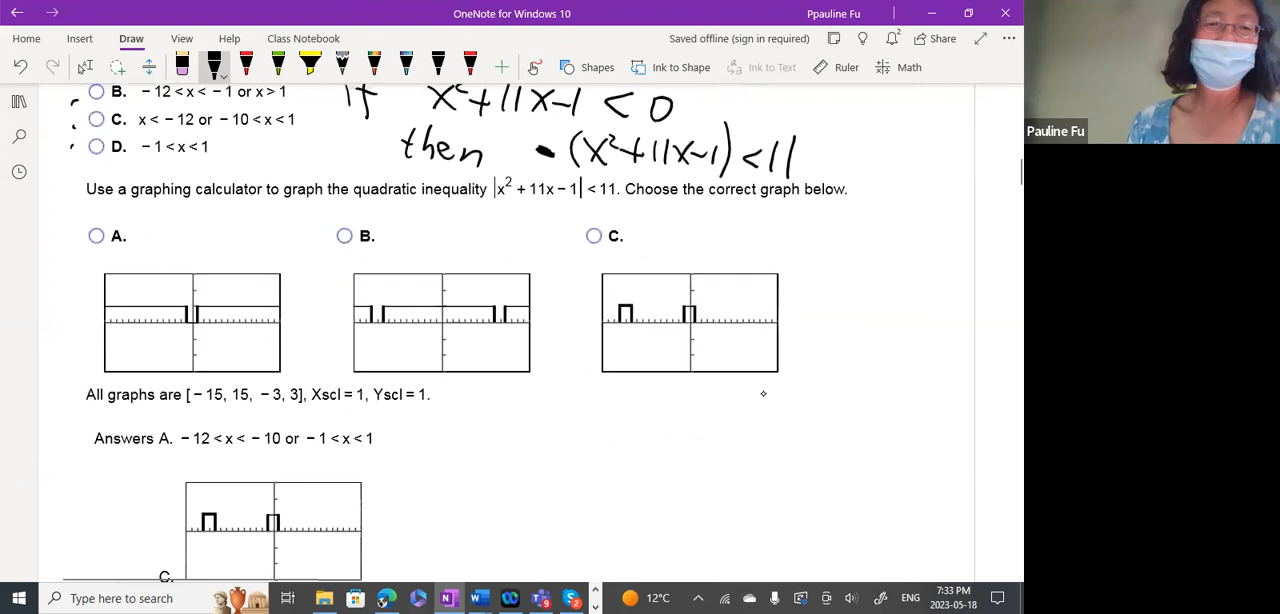 OneNote for Windows 10
Ppauline Fu
Home Insert Draw View Help Class Notebook
Saved offline (sign in required)
Share
Shapes
Ink to Shape
Ink to Text
Ruler
Math
B. − 12 < x < − 1 or x > 1
C. x < − 12 or − 10 < x < 1
D. − 1 < x < 1
if x² + 11x - 1 < 0
then - (x² + 11x - 1) < 11
Use a graphing calculator to graph the quadratic inequality |x² + 11x − 1| < 11. Choose the correct graph below.
A. B. C.
All graphs are [ − 15, 15, − 3, 3], Xscl = 1, Yscl = 1.
Answers A. − 12 < x < − 10 or − 1 < x < 1
C.
Pauline Fu
Type here to search
12°C
ENG
7:33 PM
2023-05-18